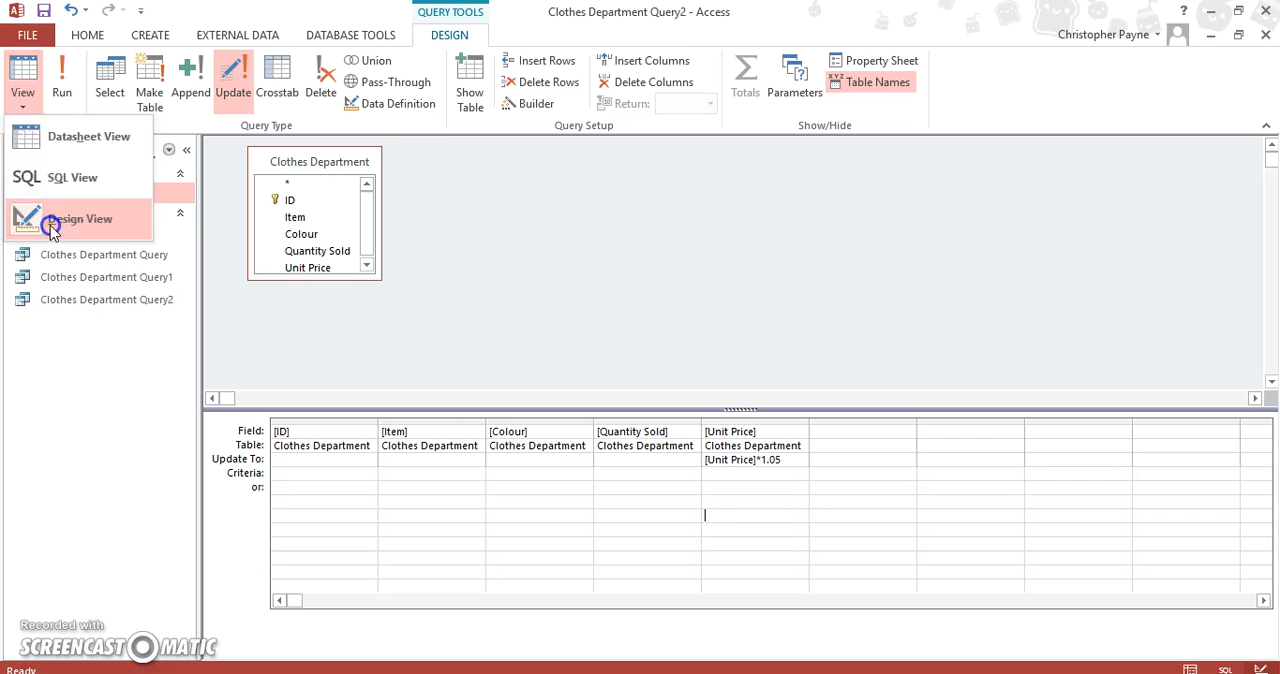 QUERY TOOLS
Clothes Department Query2 - Access
?
FILE
HOME
CREATE
EXTERNAL DATA
DATABASE TOOLS
DESIGN
Christopher Payne
View
Run
Select
Make Table
Append
Update
Crosstab
Delete
Union
Pass-Through
Data Definition
Query Type
Show Table
Insert Rows
Delete Rows
Builder
Insert Columns
Delete Columns
Return:
Query Setup
Totals
Parameters
Property Sheet
XYZ Table Names
Show/Hide
Datasheet View
SQL SQL View
Design View
Clothes Department Query
Clothes Department Query1
Clothes Department Query2
Clothes Department
*
ID
Item
Colour
Quantity Sold
Unit Price
Field: [ID] [Item] [Colour] [Quantity Sold] [Unit Price]
Table: Clothes Department Clothes Department Clothes Department Clothes Department Clothes Department
Update To: [Unit Price]*1.05
Criteria:
or:
Recorded with
SCREENCAST O MATIC
Ready
SQL